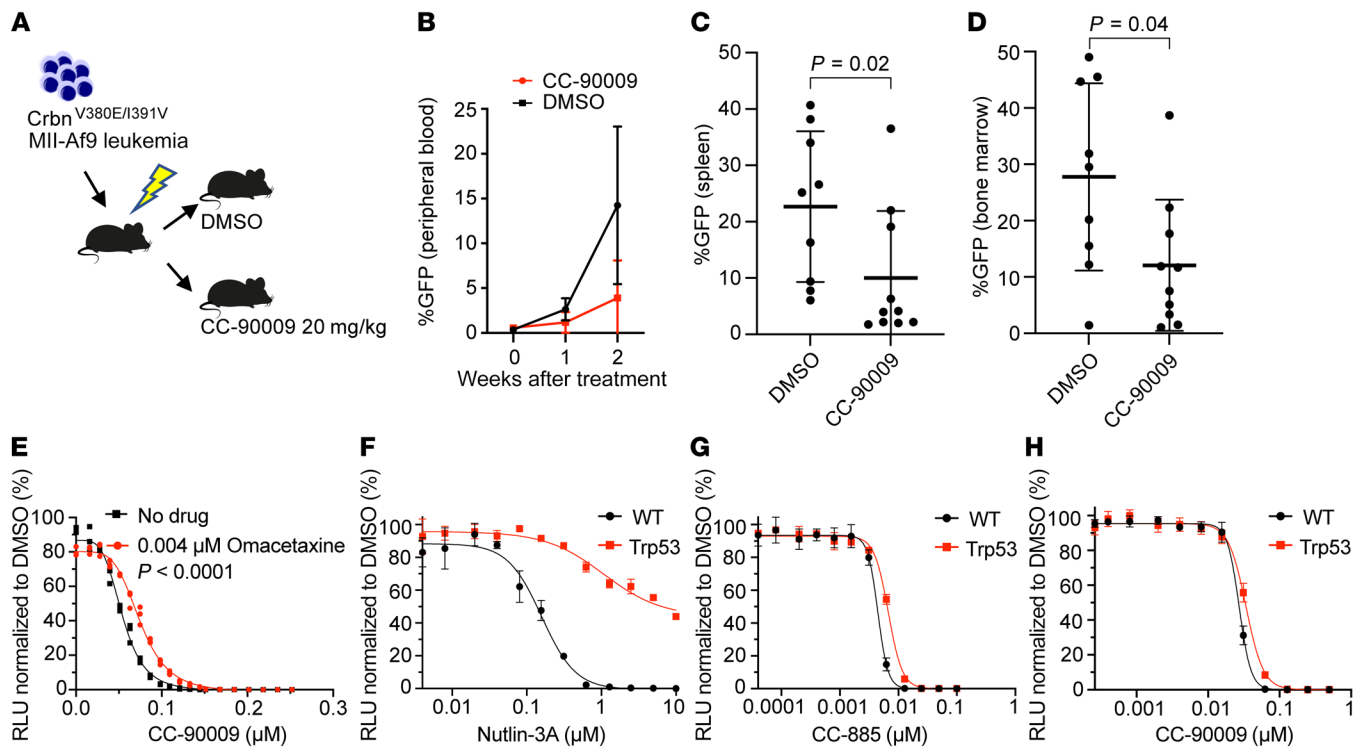 A
Crbn V380E/I391V
Mll-Af9 leukemia
DMSO
CC-90009 20 mg/kg
B
CC-90009
DMSO
%GFP (peripheral blood)
25
20
15
10
5
0
0 1 2
Weeks after treatment
C
P = 0.02
%GFP (spleen)
50
40
30
20
10
0
DMSO
CC-90009
D
P = 0.04
%GFP (bone marrow)
50
40
30
20
10
0
DMSO
CC-90009
E
No drug
0.004 µM Omacetaxine
P < 0.0001
RLU normalized to DMSO (%)
100
80
60
40
20
0
0.0 0.1 0.2 0.3
CC-90009 (µM)
F
WT
Trp53
RLU normalized to DMSO (%)
100
80
60
40
20
0
0.01 0.1 1 10
Nutlin-3A (µM)
G
WT
Trp53
RLU normalized to DMSO (%)
100
80
60
40
20
0
0.0001 0.001 0.01 0.1 1
CC-885 (µM)
H
WT
Trp53
RLU normalized to DMSO (%)
100
80
60
40
20
0
0.001 0.01 0.1 1
CC-90009 (µM)